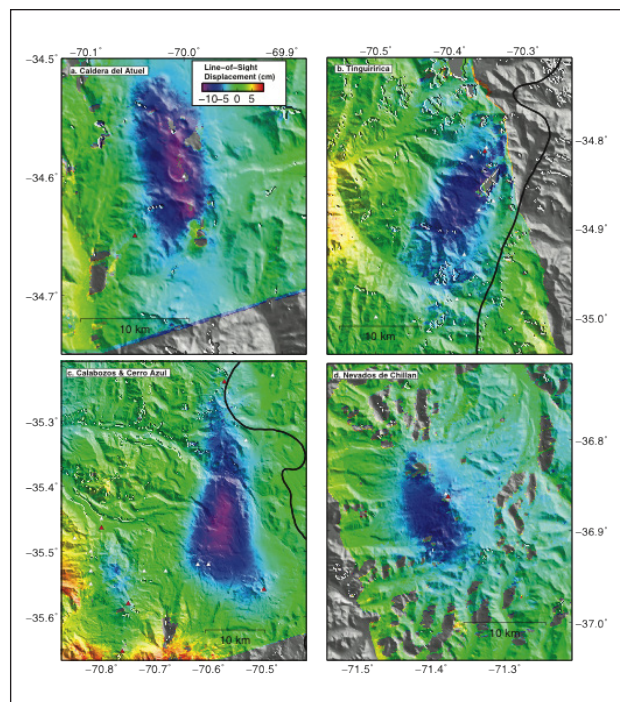 −70.1° −70.0° −69.9°
−34.5°
a. Caldera del Atuel
Line−of−Sight
Displacement (cm)
−10−5 0 5
−34.6°
−34.7°
10 km
−70.5° −70.4° −70.3°
b. Tinguiririca
−34.8°
−34.9°
−35.0°
10 km
c. Calabozos & Cerro Azul
−35.3°
−35.4°
−35.5°
−35.6°
10 km
−70.8° −70.7° −70.6° −70.5°
d. Nevados de Chillan
−36.8°
−36.9°
−37.0°
10 km
−71.5° −71.4° −71.3°